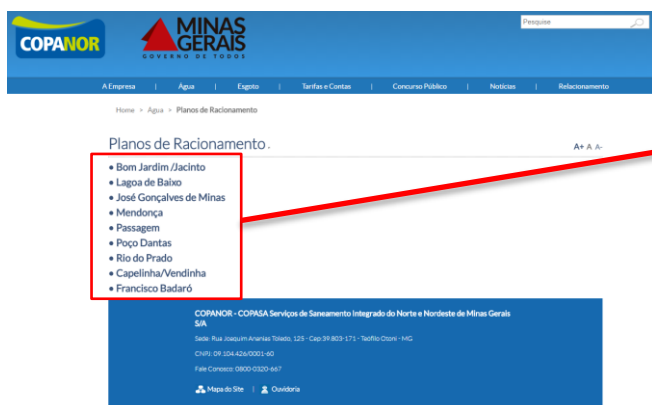 COPANOR
MINAS
GERAIS
GOVERNO DE TODOS
Pesquise
A Empresa | Água | Esgoto | Tarifas e Contas | Concurso Público | Notícias | Relacionamento
Home > Água > Planos de Racionamento
Planos de Racionamento
A+ A A-
• Bom Jardim /Jacinto
• Lagoa de Baixo
• José Gonçalves de Minas
• Mendonça
• Passagem
• Poço Dantas
• Rio do Prado
• Capelinha/Vendinha
• Francisco Badaró
COPANOR - COPASA Serviços de Saneamento Integrado do Norte e Nordeste de Minas Gerais
S/A
Sede: Rua Joaquim Ananias Toledo, 125 - Cep 39.803-171 - Teófilo Otoni - MG
CNPJ: 09.104.426/0001-60
Fale Conosco: 0800-0320-667
Mapa do Site | Ouvidoria